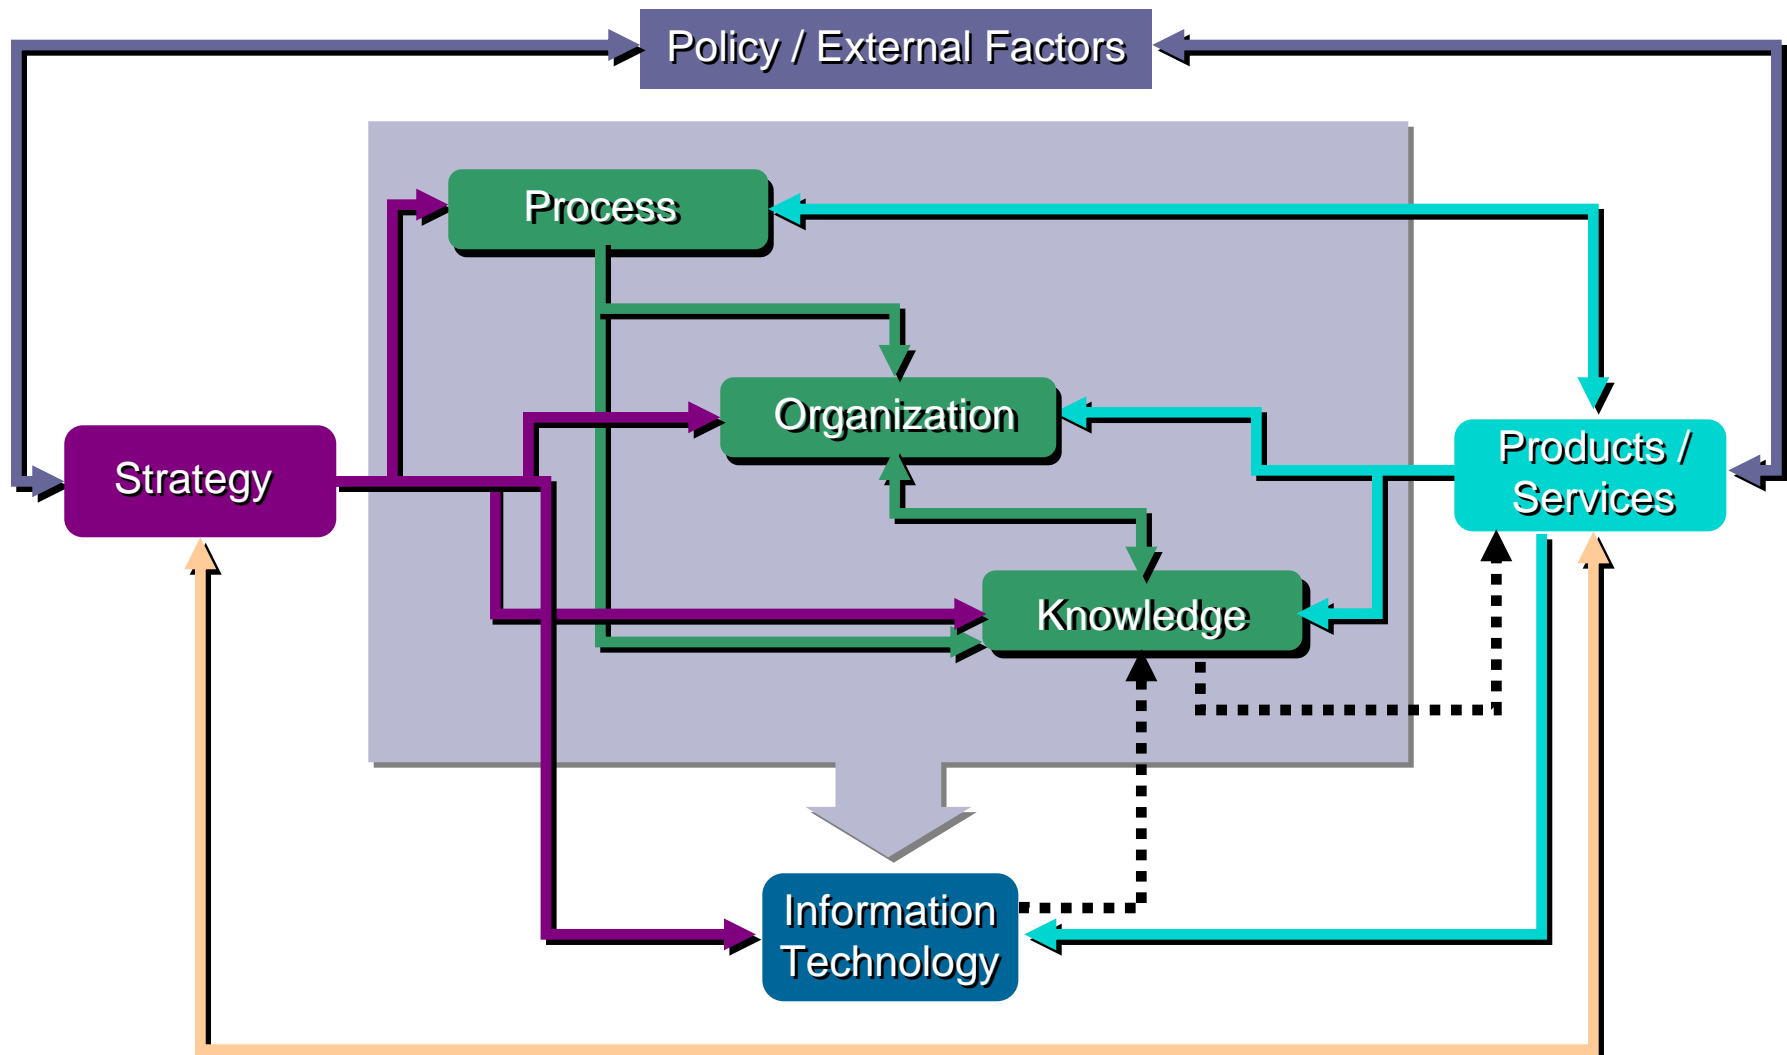 Policy / External Factors
Process
Organization
Strategy
Products /
Services
Knowledge
Information
Technology